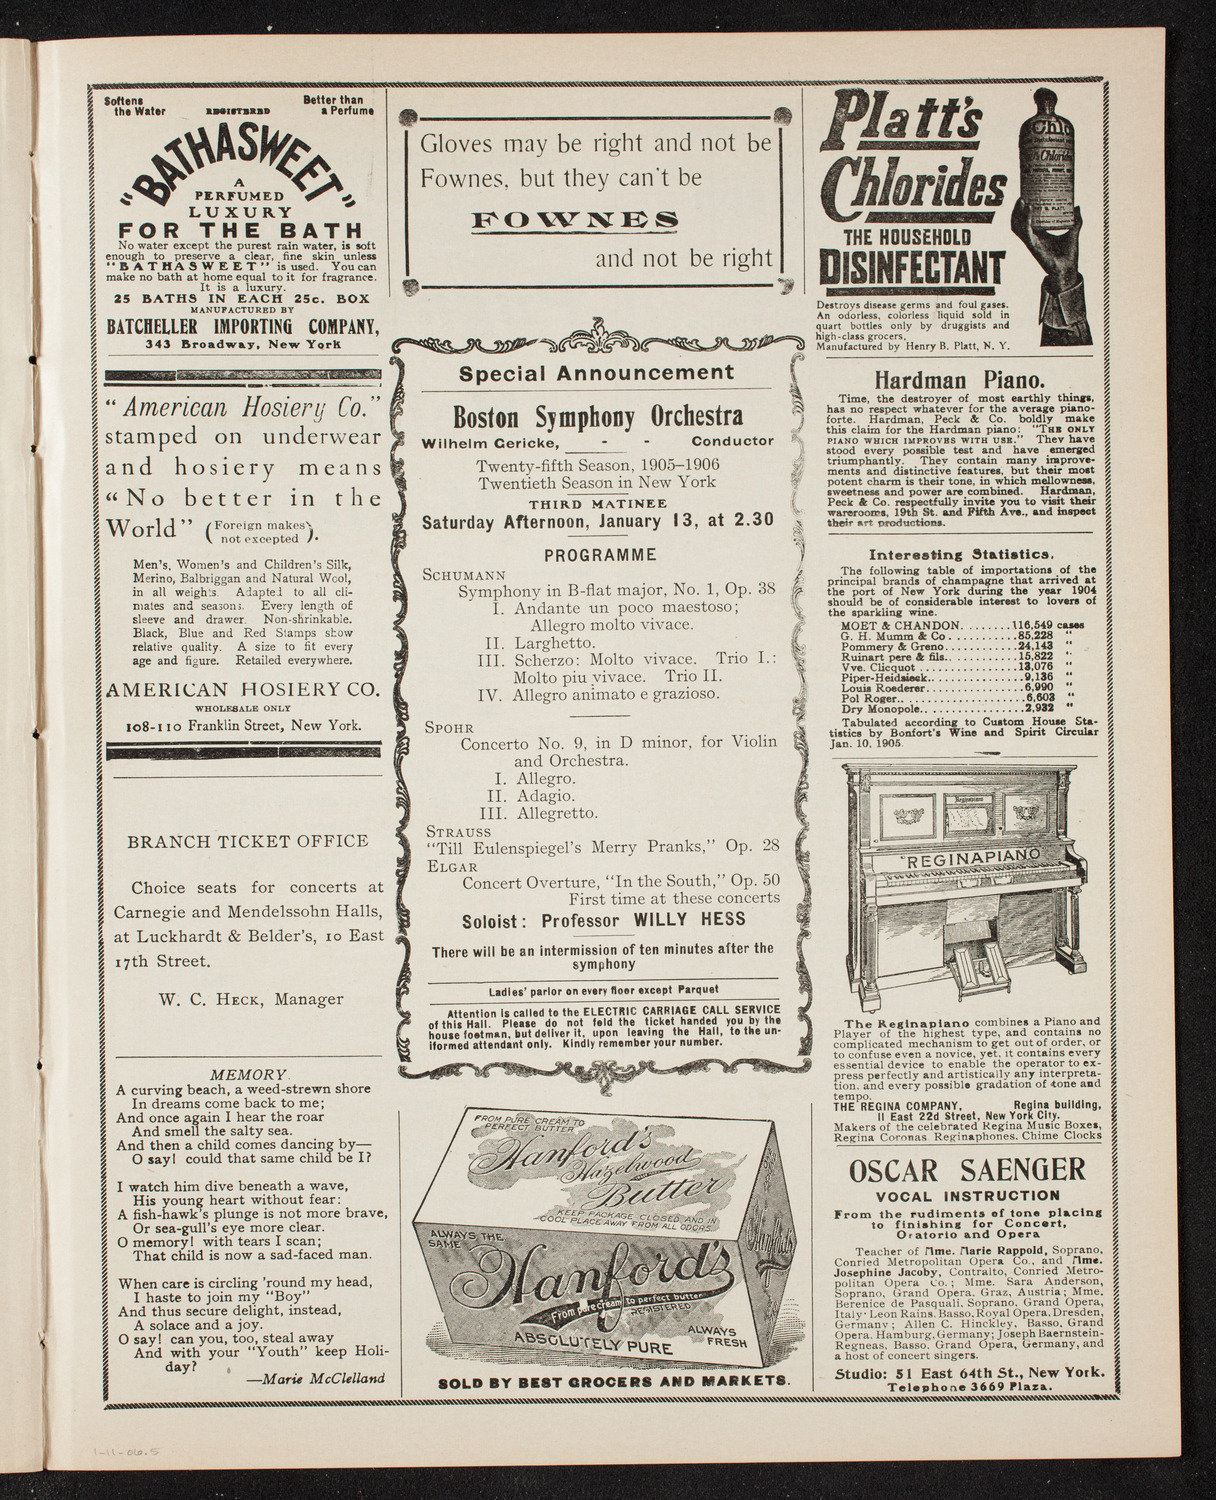 Softens
the Water
REGISTERED
Better than
a Perfume
"BATHASWEET"
A
PERFUMED
LUXURY
FOR THE BATH
No water except the purest rain water, is soft
enough to preserve a clear, fine skin unless
"BATHASWEET" is used. You can
make no bath at home equal to it for fragrance.
It is a luxury.
25 BATHS IN EACH 25c. BOX
MANUFACTURED BY
BATCHELLER IMPORTING COMPANY,
343 Broadway, New York
"American Hosiery Co."
stamped on underwear
and hosiery means
"No better in the
World" (Foreign makes
not excepted).
Men's, Women's and Children's Silk,
Merino, Balbriggan and Natural Wool,
in all weights. Adapted to all cli-
mates and seasons. Every length of
sleeve and drawer. Non-shrinkable.
Black, Blue and Red Stamps show
relative quality. A size to fit every
age and figure. Retailed everywhere.
AMERICAN HOSIERY CO.
WHOLESALE ONLY
108-110 Franklin Street, New York.
BRANCH TICKET OFFICE
Choice seats for concerts at
Carnegie and Mendelssohn Halls,
at Luckhardt & Belder's, 10 East
17th Street.
W. C. HECK, Manager
MEMORY.
A curving beach, a weed-strewn shore
In dreams come back to me;
And once again I hear the roar
And smell the salty sea.
And then a child comes dancing by—
O say! could that same child be I?
I watch him dive beneath a wave,
His young heart without fear:
A fish-hawk's plunge is not more brave,
Or sea-gull's eye more clear.
O memory! with tears I scan;
That child is now a sad-faced man.
When care is circling 'round my head,
I haste to join my "Boy"
And thus secure delight, instead,
A solace and a joy.
O say! can you, too, steal away
And with your "Youth" keep Holi-
day?
—Marie McClelland
Gloves may be right and not be
Fownes, but they can't be
FOWNES
and not be right
Special Announcement
Boston Symphony Orchestra
Wilhelm Gericke, - - Conductor
Twenty-fifth Season, 1905–1906
Twentieth Season in New York
THIRD MATINEE
Saturday Afternoon, January 13, at 2.30
PROGRAMME
SCHUMANN
Symphony in B-flat major, No. 1, Op. 38
I. Andante un poco maestoso;
Allegro molto vivace.
II. Larghetto.
III. Scherzo: Molto vivace. Trio I.:
Molto piu vivace. Trio II.
IV. Allegro animato e grazioso.
SPOHR
Concerto No. 9, in D minor, for Violin
and Orchestra.
I. Allegro.
II. Adagio.
III. Allegretto.
STRAUSS
"Till Eulenspiegel's Merry Pranks," Op. 28
ELGAR
Concert Overture, "In the South," Op. 50
First time at these concerts
Soloist: Professor WILLY HESS
There will be an intermission of ten minutes after the
symphony
Ladies' parlor on every floor except Parquet
Attention is called to the ELECTRIC CARRIAGE CALL SERVICE
of this Hall. Please do not fold the ticket handed you by the
house footman, but deliver it, upon leaving the Hall, to the un-
iformed attendant only. Kindly remember your number.
FROM PURE CREAM TO
PERFECT BUTTER
Hanford's
Hazelwood
Butter
KEEP PACKAGE CLOSED AND IN
COOL PLACE AWAY FROM ALL ODORS.
ALWAYS THE
SAME
Hanford's
From pure cream to perfect butter
REGISTERED
ABSOLUTELY PURE
ALWAYS
FRESH
Hanford's
SOLD BY BEST GROCERS AND MARKETS.
Platt's
Chlorides
THE HOUSEHOLD
DISINFECTANT
Destroys disease germs and foul gases.
An odorless, colorless liquid sold in
quart bottles only by druggists and
high-class grocers.
Manufactured by Henry B. Platt, N. Y.
Hardman Piano.
Time, the destroyer of most earthly things,
has no respect whatever for the average piano-
forte. Hardman, Peck & Co. boldly make
this claim for the Hardman piano: "THE ONLY
PIANO WHICH IMPROVES WITH USE." They have
stood every possible test and have emerged
triumphantly. They contain many improve-
ments and distinctive features, but their most
potent charm is their tone, in which mellowness,
sweetness and power are combined. Hardman,
Peck & Co. respectfully invite you to visit their
warerooms, 19th St. and Fifth Ave., and inspect
their art productions.
Interesting Statistics.
The following table of importations of the
principal brands of champagne that arrived at
the port of New York during the year 1904
should be of considerable interest to lovers of
the sparkling wine.
MOET & CHANDON........116,549 cases
G. H. Mumm & Co...........85,228 "
Pommery & Greno............24,143 "
Ruinart pere & fils............15,822 "
Vve. Clicquot................13,076 "
Piper-Heidsieck...............9,136 "
Louis Roederer................6,990 "
Pol Roger....................6,603 "
Dry Monopole.................2,932 "
Tabulated according to Custom House Sta-
tistics by Bonfort's Wine and Spirit Circular
Jan. 10, 1905.
Reginapiano
"REGINAPIANO
The Reginapiano combines a Piano and
Player of the highest type, and contains no
complicated mechanism to get out of order, or
to confuse even a novice, yet, it contains every
essential device to enable the operator to ex-
press perfectly and artistically any interpreta-
tion, and every possible gradation of tone and
tempo.
THE REGINA COMPANY, Regina building,
11 East 22d Street, New York City.
Makers of the celebrated Regina Music Boxes,
Regina Coronas Reginaphones, Chime Clocks
OSCAR SAENGER
VOCAL INSTRUCTION
From the rudiments of tone placing
to finishing for Concert,
Oratorio and Opera
Teacher of Mme. Marie Rappold, Soprano,
Conried Metropolitan Opera Co., and Mme.
Josephine Jacoby, Contralto, Conried Metro-
politan Opera Co.; Mme. Sara Anderson,
Soprano, Grand Opera, Graz, Austria; Mme.
Berenice de Pasquali, Soprano, Grand Opera,
Italy; Leon Rains, Basso, Royal Opera, Dresden,
Germany; Allen C. Hinckley, Basso, Grand
Opera, Hamburg, Germany; Joseph Baernstein-
Regneas, Basso, Grand Opera, Germany, and
a host of concert singers.
Studio: 51 East 64th St., New York.
Telephone 3669 Plaza.
1-11-06.5